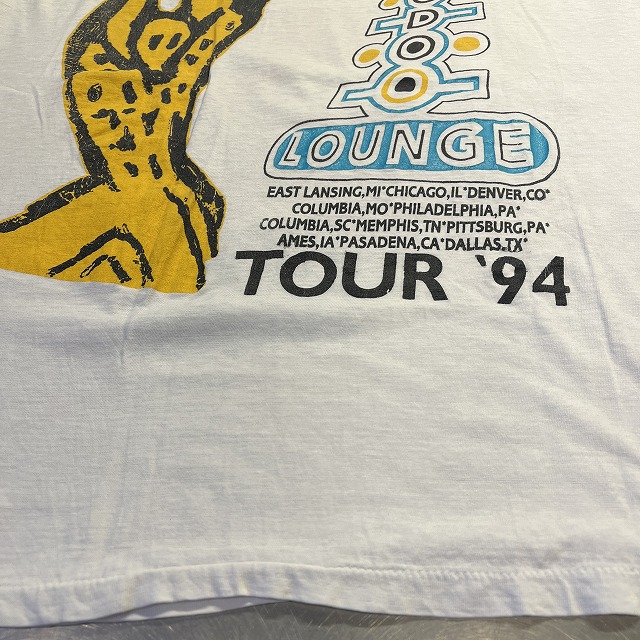 DOO
LOUNGE
EAST LANSING,MI*CHICAGO,IL*DENVER,CO*
COLUMBIA,MO*PHILADELPHIA,PA*
COLUMBIA,SC*MEMPHIS,TN*PITTSBURG,PA*
AMES,IA*PASADENA,CA*DALLAS,TX*
TOUR '94